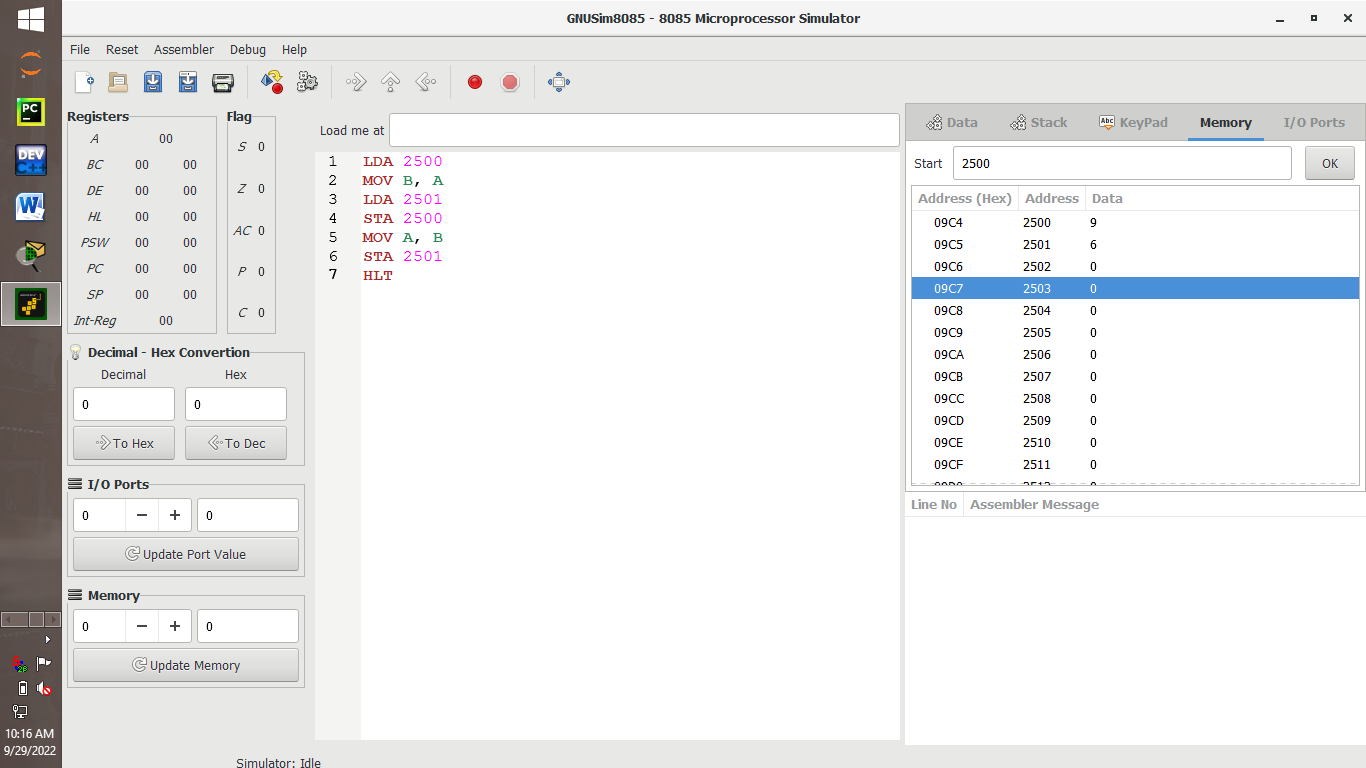 GNUSim8085 - 8085 Microprocessor Simulator
File Reset Assembler Debug Help
Registers
A 00
BC 00 00
DE 00 00
HL 00 00
PSW 00 00
PC 00 00
SP 00 00
Int-Reg 00
Flag
S 0
Z 0
AC 0
P 0
C 0
Decimal - Hex Convertion
Decimal Hex
0 0
To Hex To Dec
I/O Ports
0 0
Update Port Value
Memory
0 0
Update Memory
Load me at
1 LDA 2500
2 MOV B, A
3 LDA 2501
4 STA 2500
5 MOV A, B
6 STA 2501
7 HLT
Data Stack Abc KeyPad Memory I/O Ports
Start 2500 OK
Address (Hex) Address Data
09C4 2500 9
09C5 2501 6
09C6 2502 0
09C7 2503 0
09C8 2504 0
09C9 2505 0
09CA 2506 0
09CB 2507 0
09CC 2508 0
09CD 2509 0
09CE 2510 0
09CF 2511 0
Line No Assembler Message
Simulator: Idle
PC
DEV
C++
W
10:16 AM
9/29/2022